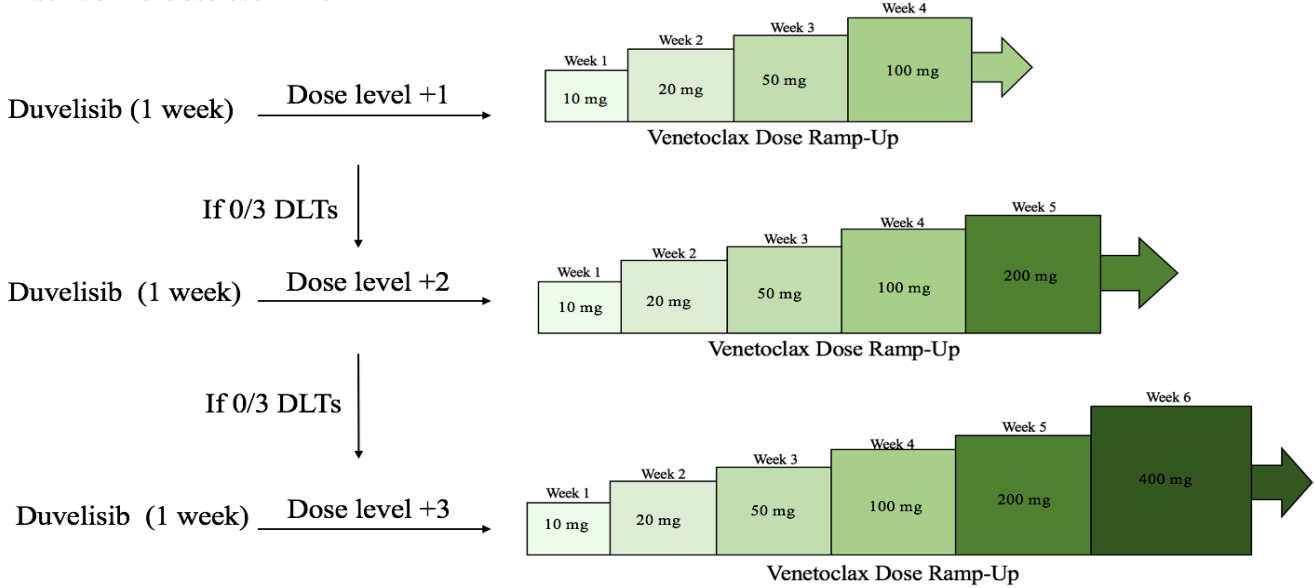 Week 1
Week 2
Week 3
Week 4
10 mg
20 mg
50 mg
100 mg
Duvelisib (1 week)
Dose level +1
Venetoclax Dose Ramp-Up
If 0/3 DLTs
Week 1
Week 2
Week 3
Week 4
Week 5
10 mg
20 mg
50 mg
100 mg
200 mg
Duvelisib (1 week)
Dose level +2
Venetoclax Dose Ramp-Up
If 0/3 DLTs
Week 1
Week 2
Week 3
Week 4
Week 5
Week 6
10 mg
20 mg
50 mg
100 mg
200 mg
400 mg
Duvelisib (1 week)
Dose level +3
Venetoclax Dose Ramp-Up